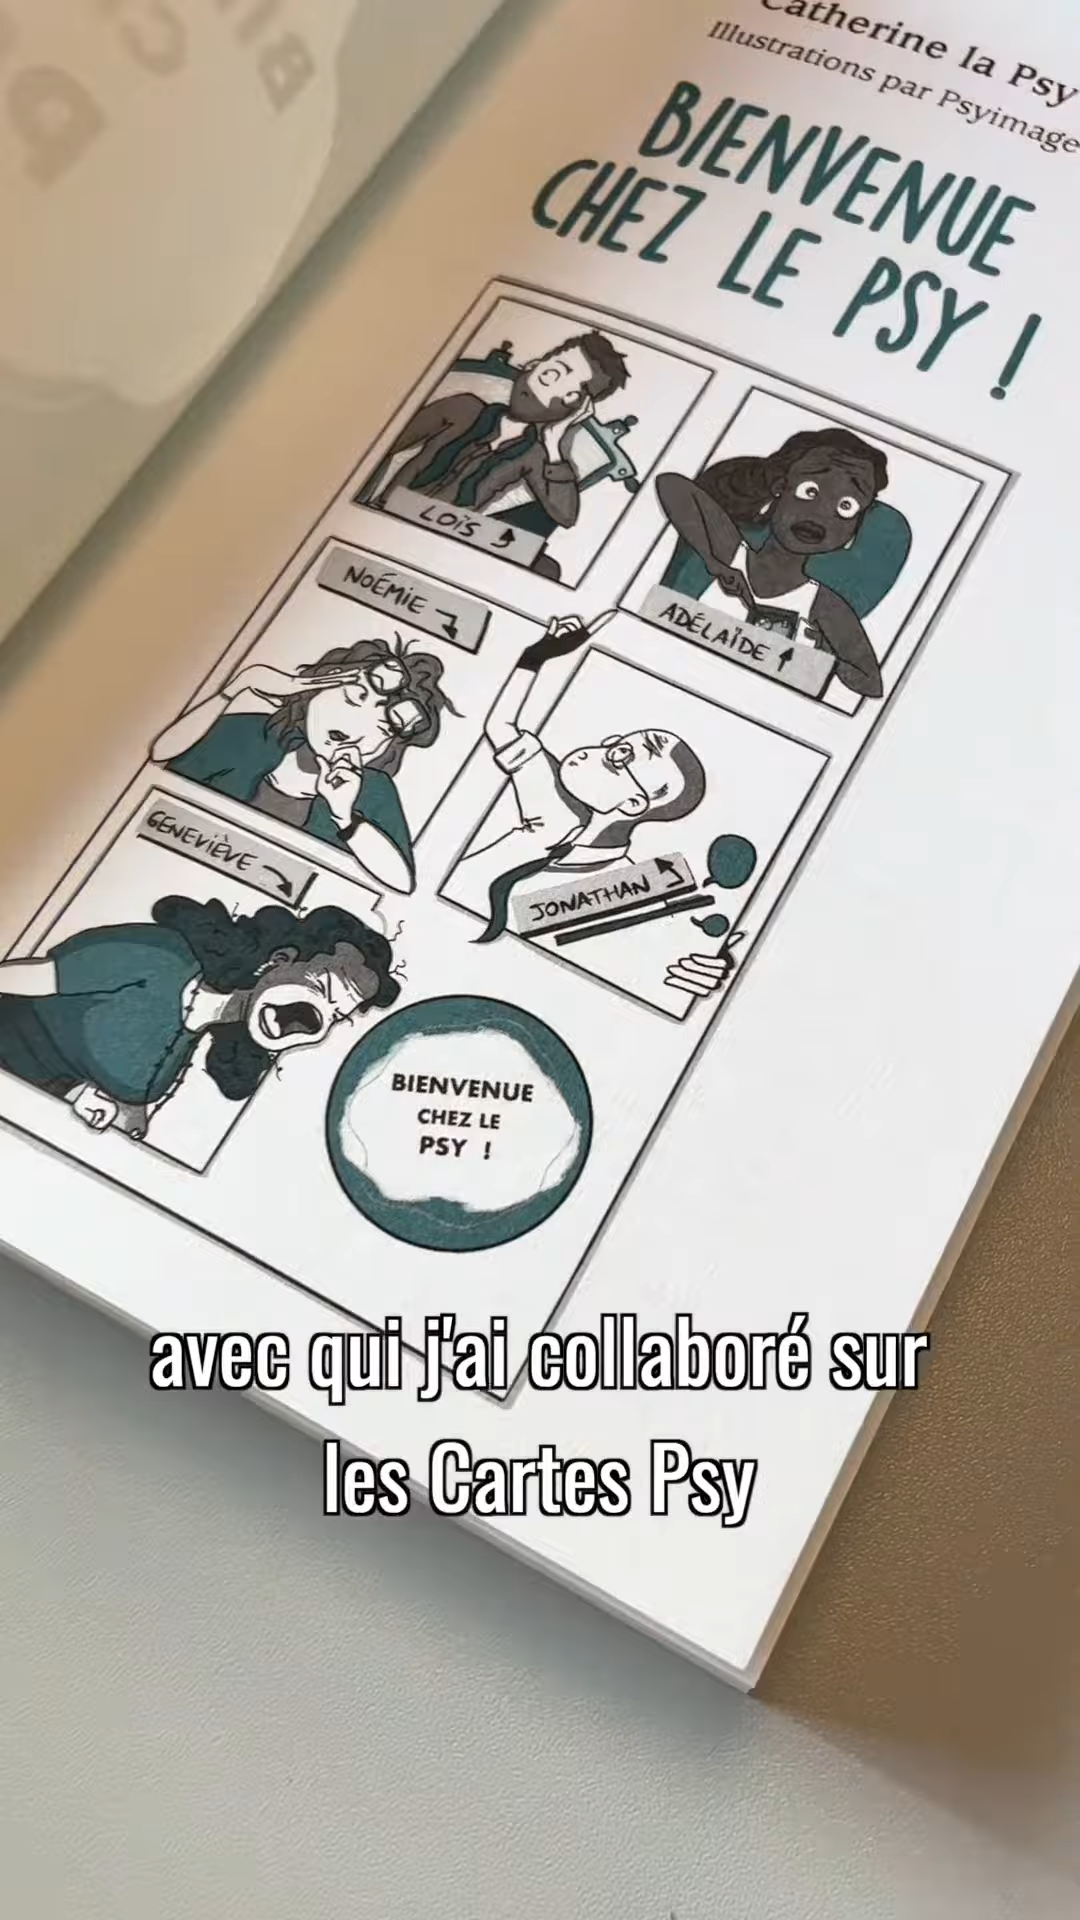 Catherine la Psy
Illustrations par Psyimage
BIENVENUE
CHEZ LE PSY !
LOÏS
ADÉLAÏDE
NOÉMIE
JONATHAN
GENEVIÈVE
BIENVENUE
CHEZ LE
PSY !
avec qui j'ai collaboré sur
les Cartes Psy